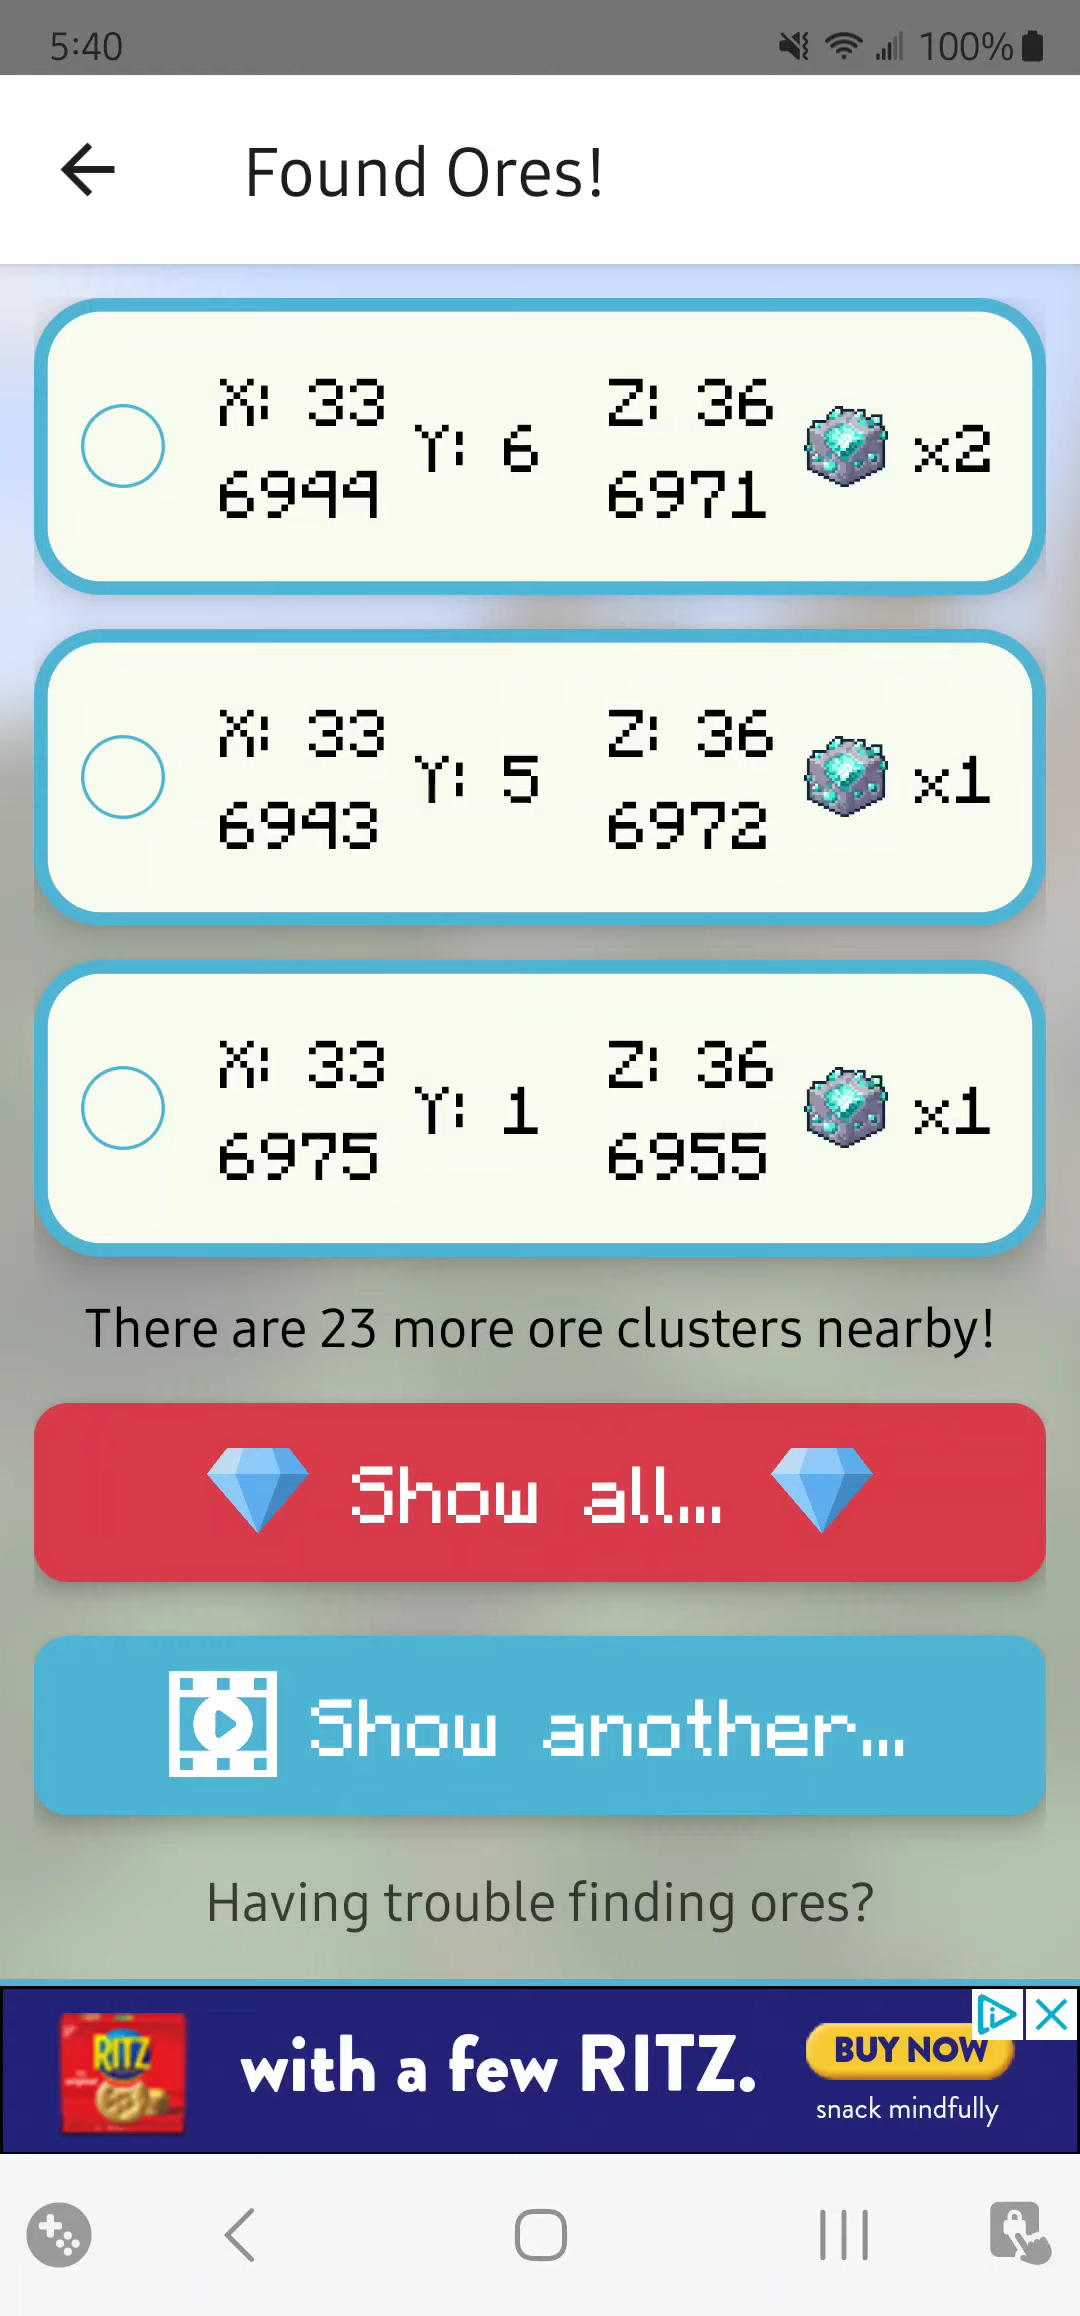 5:40
100%
Found Ores!
X: 33
6944
Y: 6
Z: 36
6971
x2
X: 33
6943
Y: 5
Z: 36
6972
x1
X: 33
6975
Y: 1
Z: 36
6955
x1
There are 23 more ore clusters nearby!
Show all...
Show another...
Having trouble finding ores?
RITZ
with a few RITZ.
BUY NOW
snack mindfully